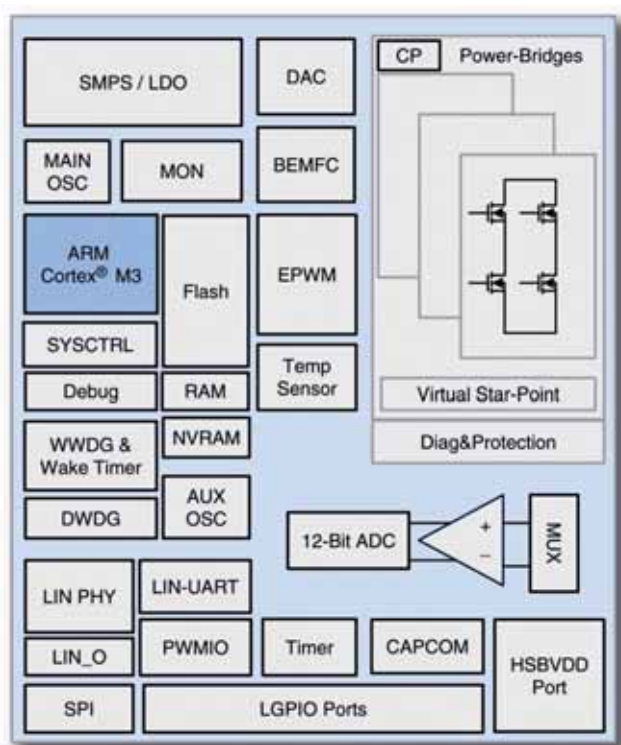 SMPS / LDO
DAC
CP
Power-Bridges
MAIN
OSC
MON
BEMFC
ARM
Cortex® M3
Flash
EPWM
SYSCTRL
Debug
RAM
Temp
Sensor
Virtual Star-Point
Diag&Protection
WWDG &
Wake Timer
NVRAM
DWDG
AUX
OSC
12-Bit ADC
+
–
MUX
LIN PHY
LIN-UART
LIN_O
PWMIO
Timer
CAPCOM
HSBVDD
Port
SPI
LGPIO Ports